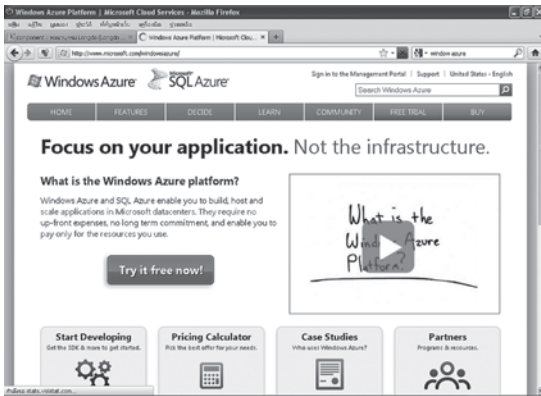 Windows Azure Platform | Microsoft Cloud Services - Mozilla Firefox
Windows Azure Platform | Microsoft Clou...
http://www.microsoft.com/windowsazure/
windows azure
Sign in to the Management Portal | Support | United States - English
Windows Azure Microsoft SQL Azure
Search Windows Azure
HOME FEATURES DECIDE LEARN COMMUNITY FREE TRIAL BUY
Focus on your application. Not the infrastructure.
What is the Windows Azure platform?
Windows Azure and SQL Azure enable you to build, host and
scale applications in Microsoft datacenters. They require no
up-front expenses, no long term commitment, and enable you to
pay only for the resources you use.
What is the
Windows Azure
Platform?
Try it free now!
Start Developing Pricing Calculator Case Studies Partners
Get the SDK & more to get started. Pick the best offer for your needs. Who uses Windows Azure? Programs & resources.